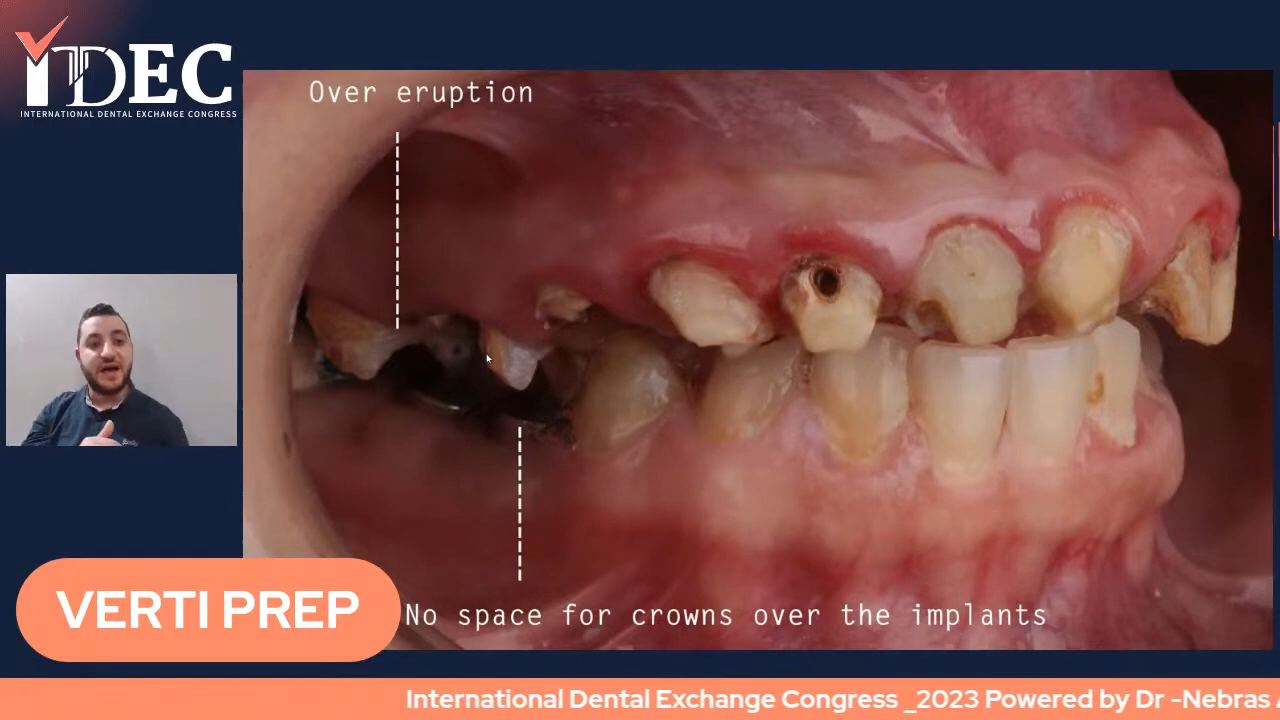 IDEC
INTERNATIONAL DENTAL EXCHANGE CONGRESS
Over eruption
No space for crowns over the implants
VERTI PREP
International Dental Exchange Congress _2023 Powered by Dr -Nebras